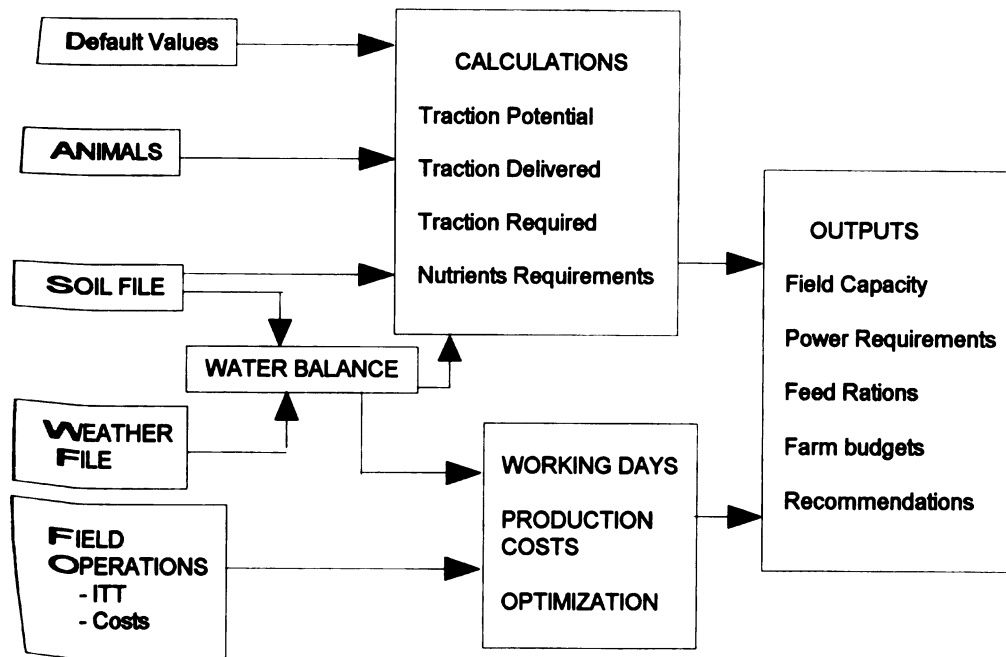 Default Values
ANIMALS
SOIL FILE
WATER BALANCE
WEATHER
FILE
FIELD
OPERATIONS
- ITT
- Costs
CALCULATIONS
Traction Potential
Traction Delivered
Traction Required
Nutrients Requirements
WORKING DAYS
PRODUCTION
COSTS
OPTIMIZATION
OUTPUTS
Field Capacity
Power Requirements
Feed Rations
Farm budgets
Recommendations